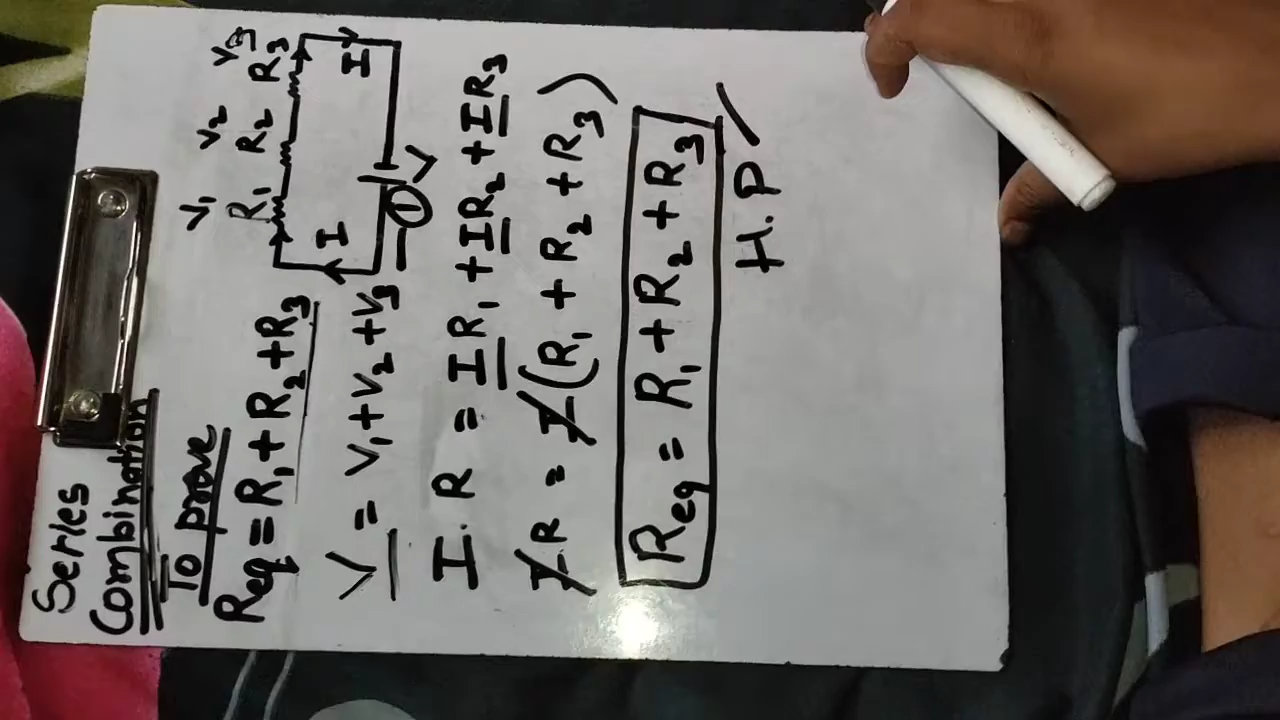 Series
Combination
To prove
Req = R₁ + R₂ + R₃
V₁ V₂ V₃
R₁ R₂ R₃
I
I
V
V = V₁ + V₂ + V₃
I.R = IR₁ + IR₂ + IR₃
IR = I(R₁ + R₂ + R₃)
Req = R₁ + R₂ + R₃
H.P